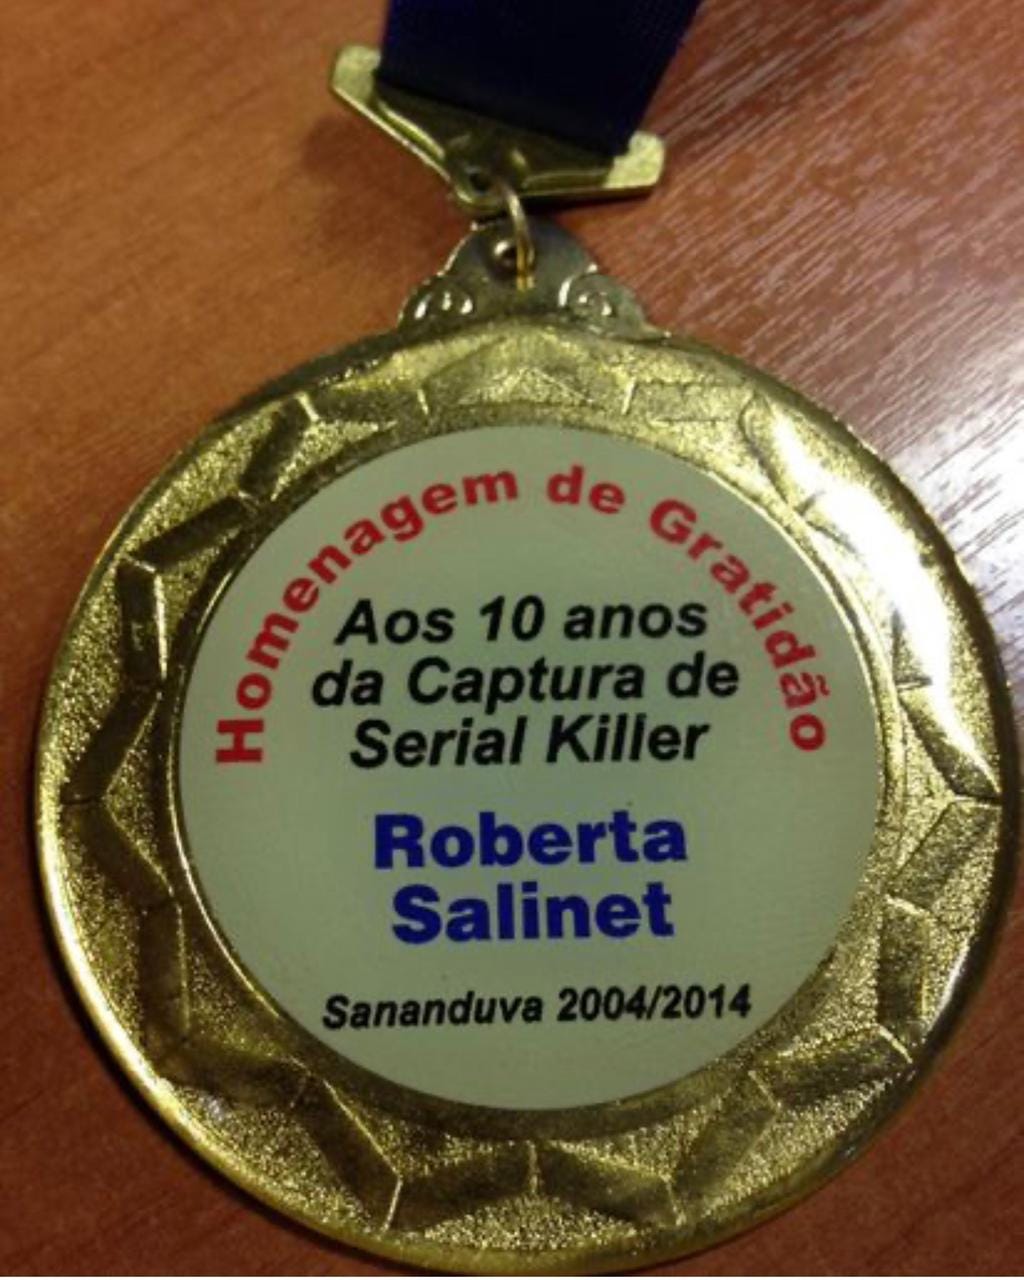 Homenagem de Gratidão
Aos 10 anos
da Captura de
Serial Killer
Roberta
Salinet
Sananduva 2004/2014